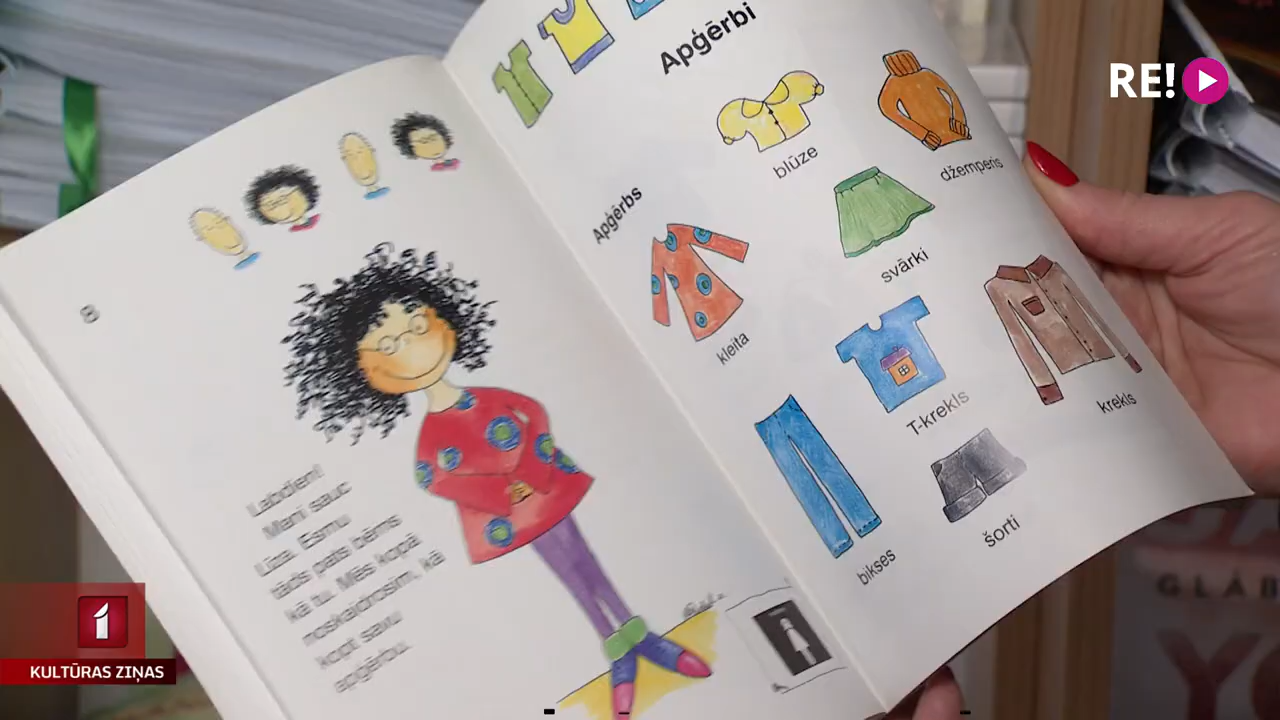 RE!
8
Labdien!
Mani sauc
Līza. Esmu
tāds pats bērns
kā tu. Mēs kopā
noskaidrosim, kā
kopt savu
apģērbu.
Apģērbi
Apģērbs
blūze
džemperis
svārki
kleita
T-krekls
krekls
bikses
šorti
1
KULTŪRAS ZIŅAS
GLĀB